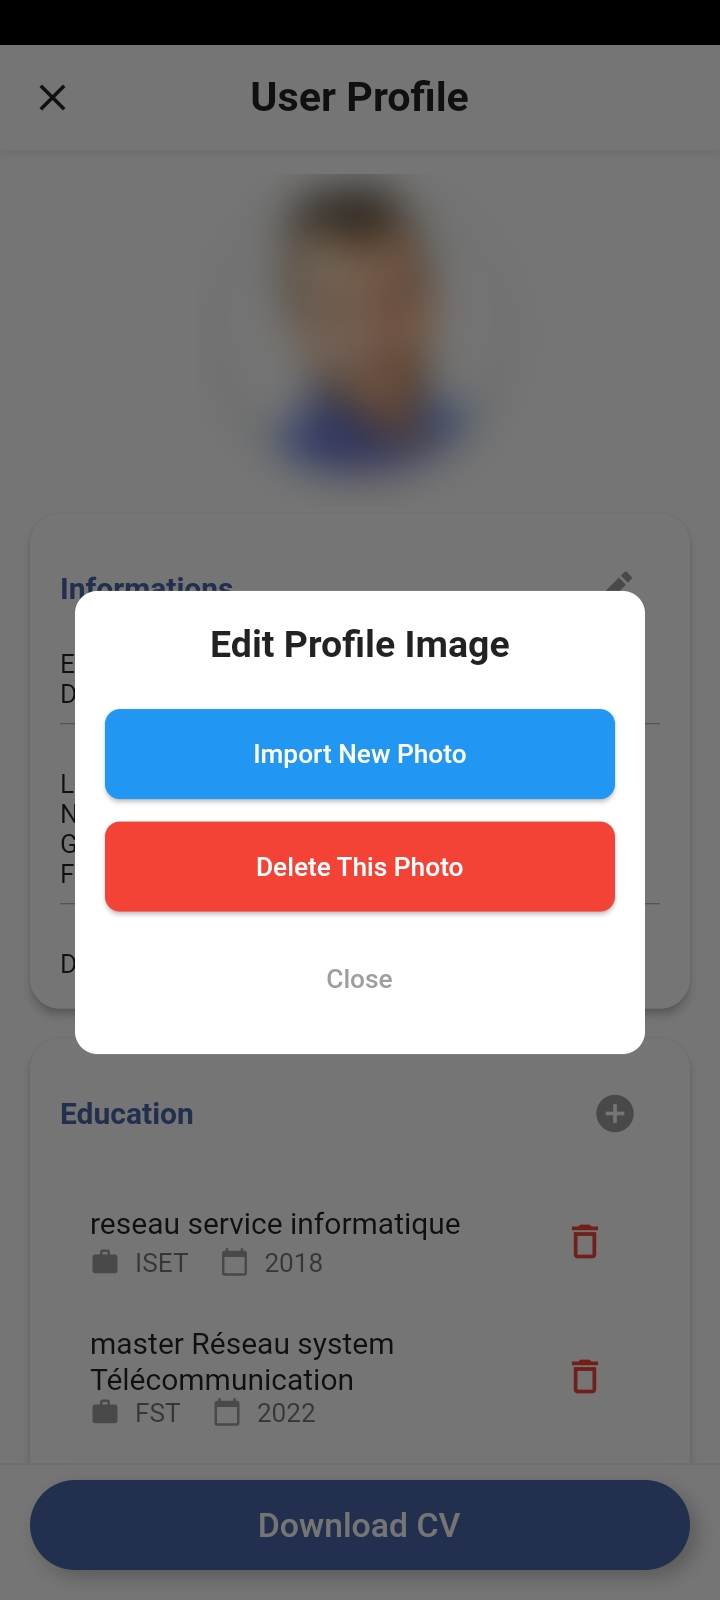 User Profile
Informations
E
D
L
N
G
F
D
Edit Profile Image
Import New Photo
Delete This Photo
Close
Education
reseau service informatique
ISET 2018
master Réseau system
Télécommunication
FST 2022
Download CV